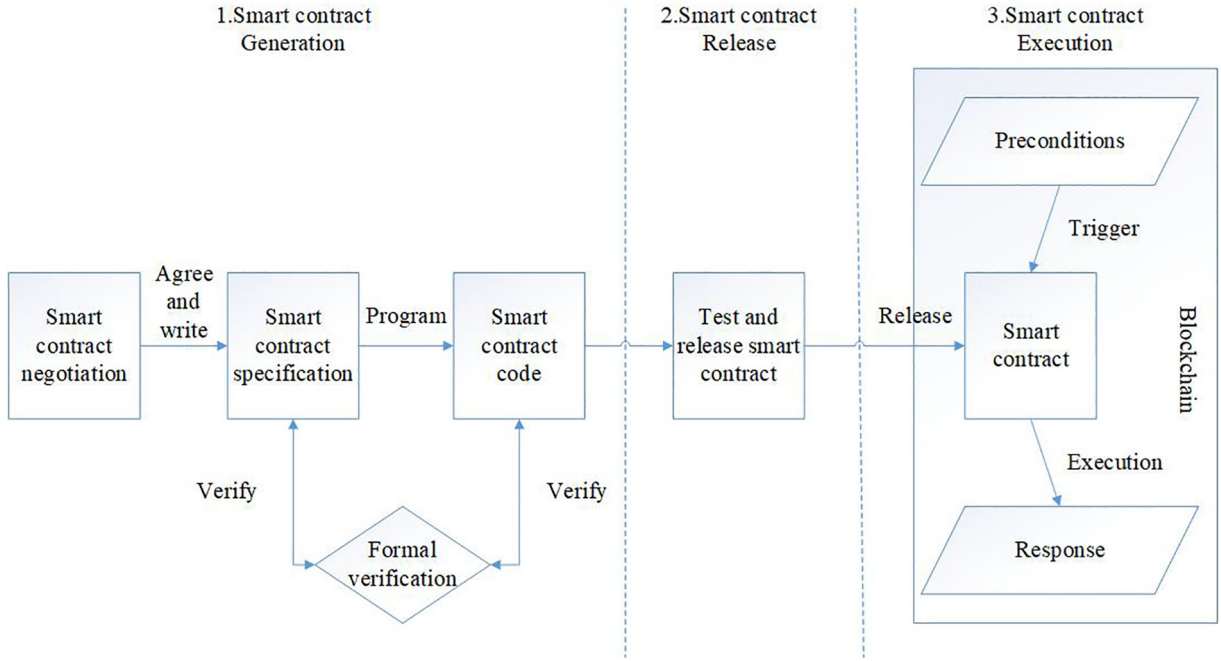 1.Smart contract
Generation
2.Smart contract
Release
3.Smart contract
Execution
Preconditions
Trigger
Agree
and
write
Smart
contract
negotiation
Smart
contract
specification
Program
Smart
contract
code
Test and
release smart
contract
Release
Smart
contract
Blockchain
Execution
Verify
Verify
Formal
verification
Response